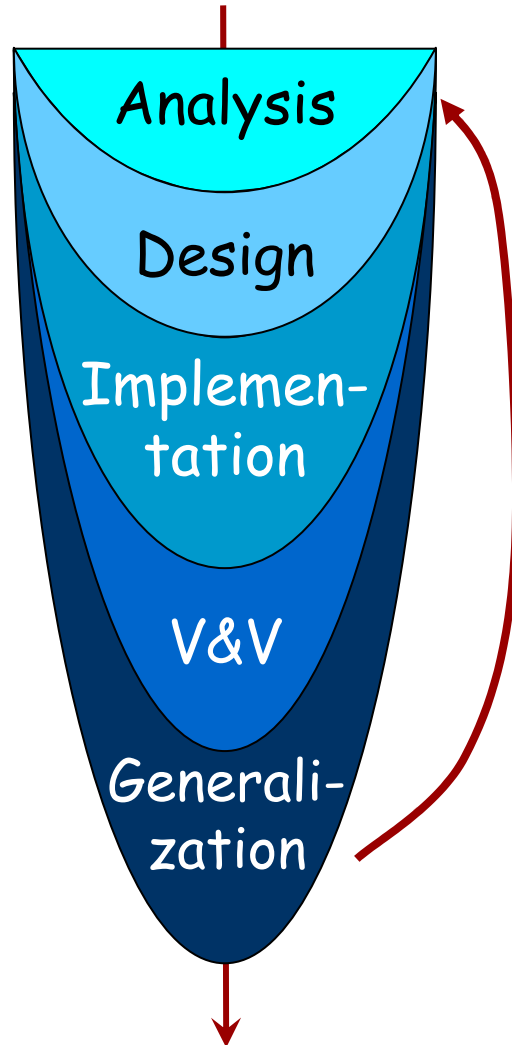 Analysis
Design
Implemen-
tation
V&V
Generali-
zation